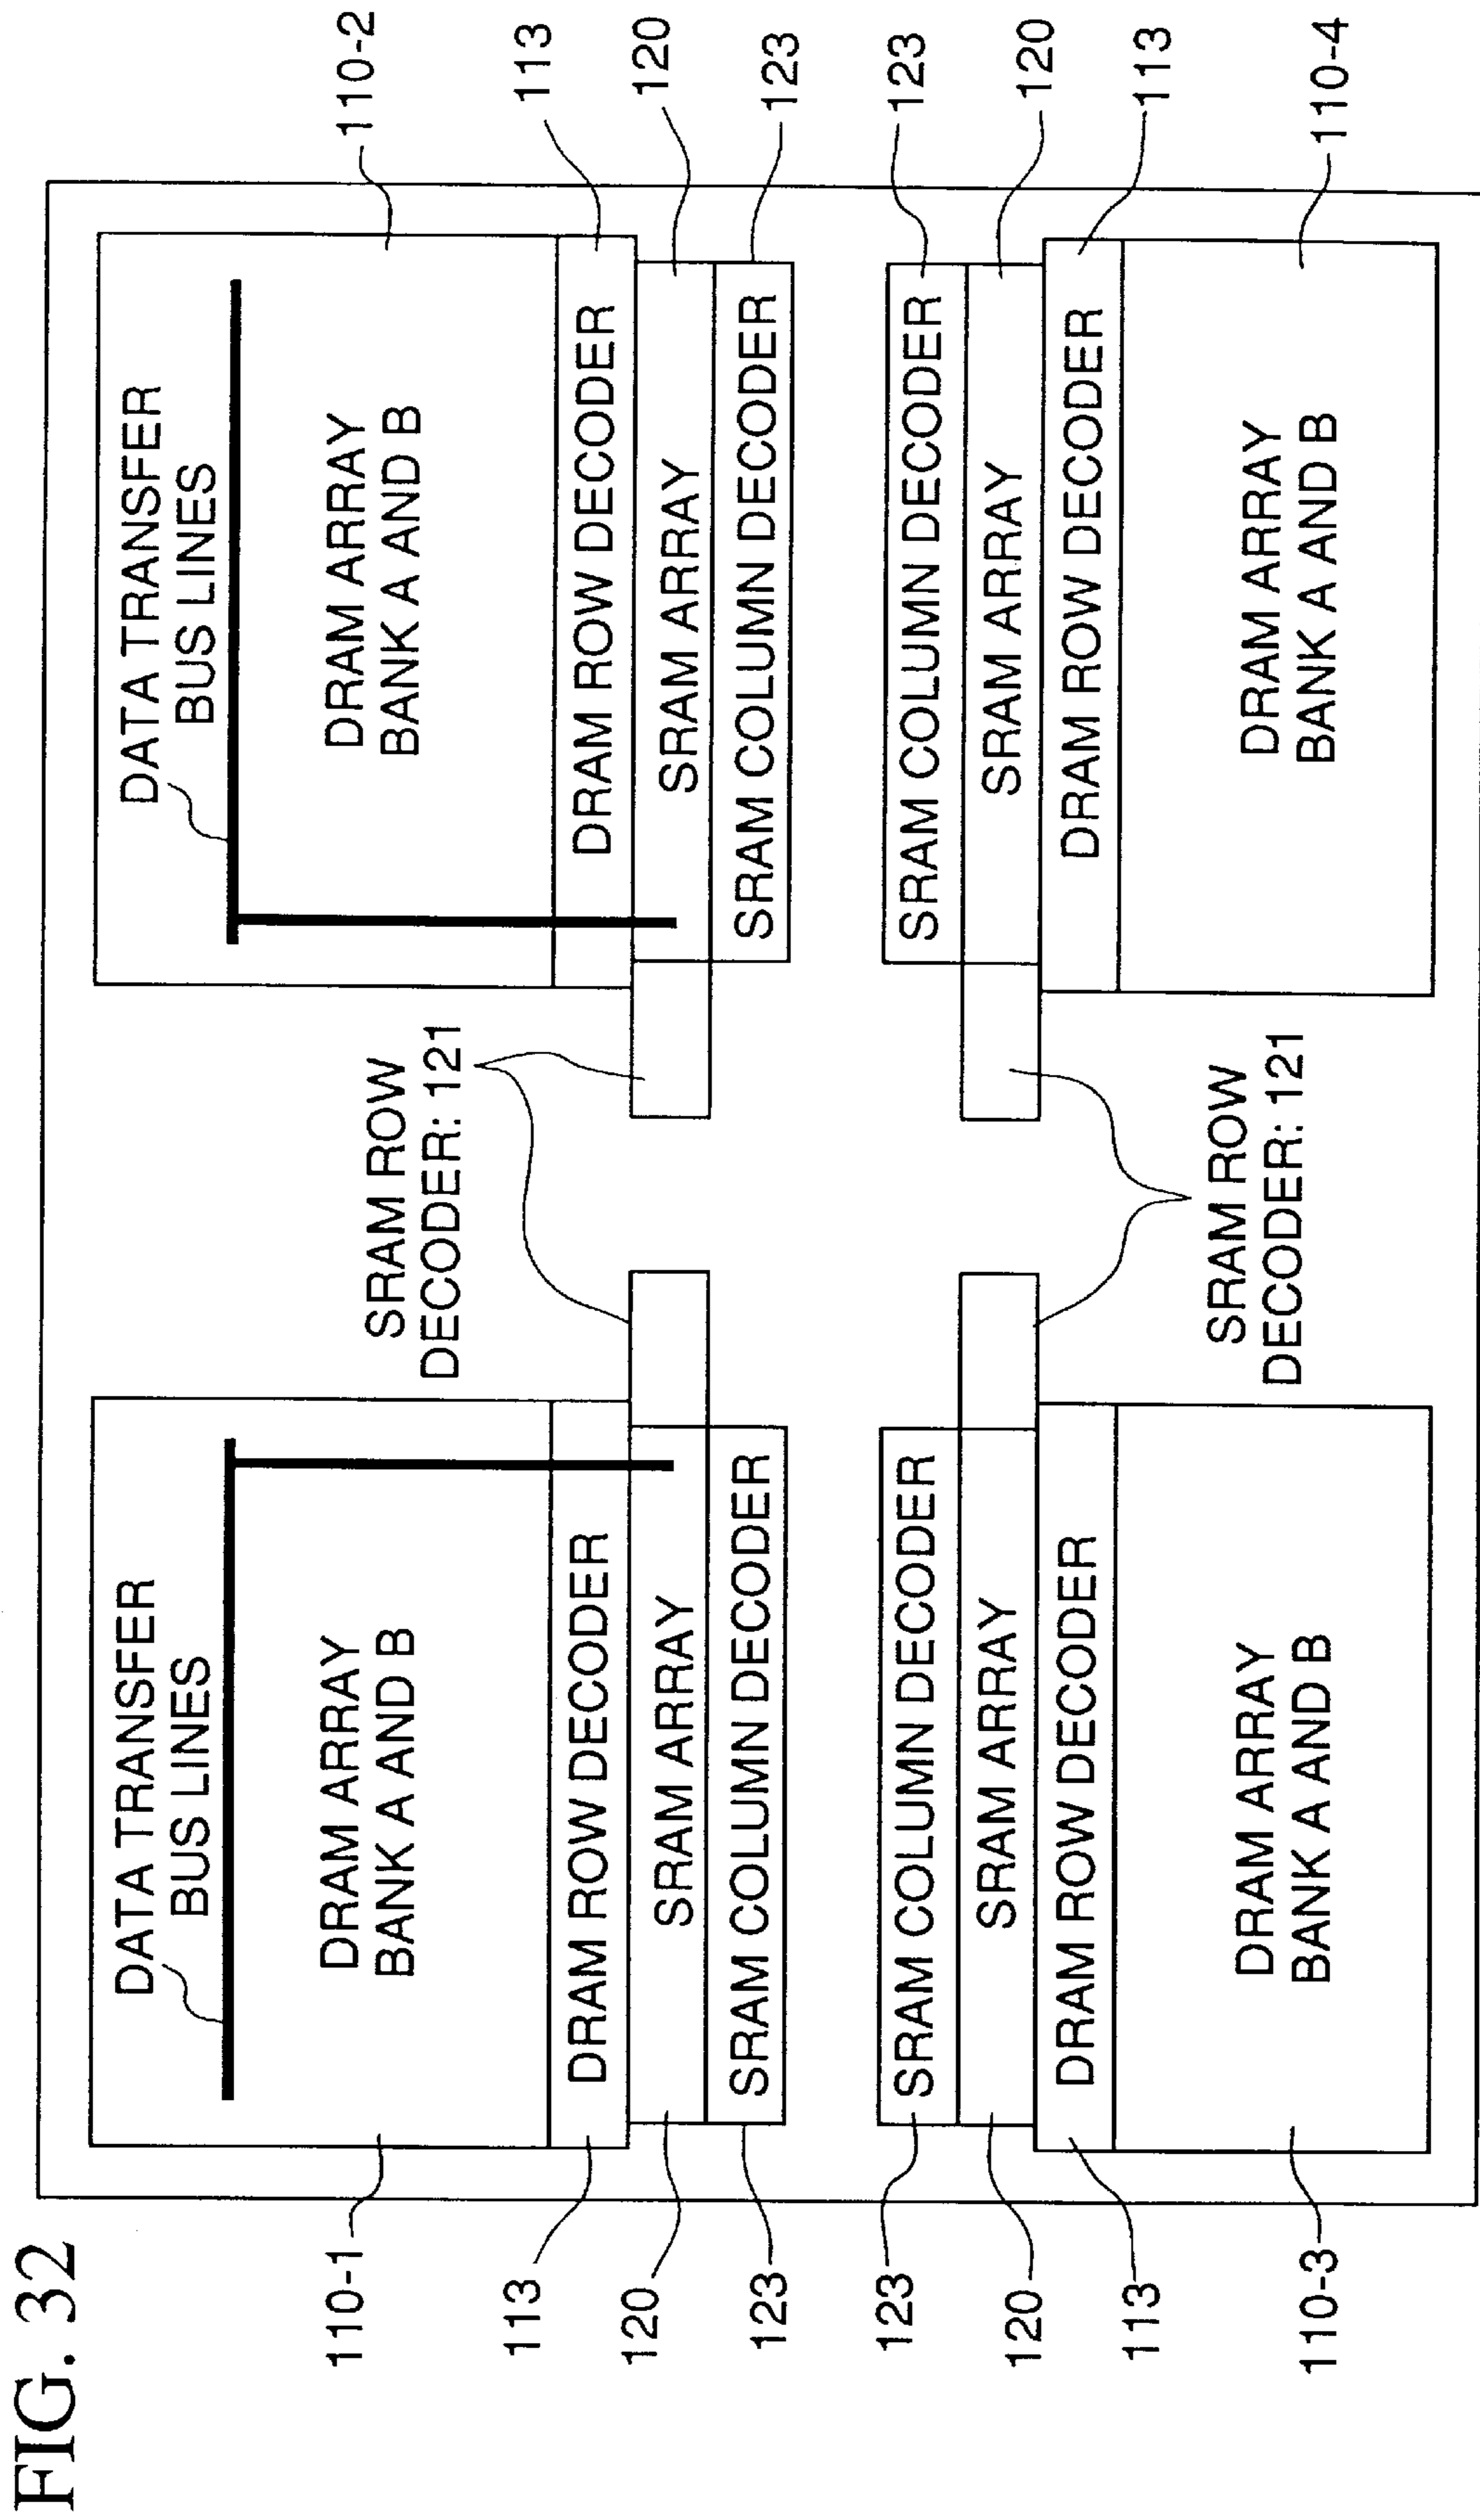 FIG. 32
DATA TRANSFER
BUS LINES
DRAM ARRAY
BANK A AND B
DRAM ROW DECODER
SRAM ARRAY
SRAM COLUMN DECODER
110-1
113
120
123
SRAM ROW
DECODER: 121
DATA TRANSFER
BUS LINES
DRAM ARRAY
BANK A AND B
DRAM ROW DECODER
SRAM ARRAY
SRAM COLUMN DECODER
110-2
113
120
123
SRAM COLUMN DECODER
SRAM ARRAY
DRAM ROW DECODER
DRAM ARRAY
BANK A AND B
123
120
113
110-3
SRAM ROW
DECODER: 121
SRAM COLUMN DECODER
SRAM ARRAY
DRAM ROW DECODER
DRAM ARRAY
BANK A AND B
123
120
113
110-4